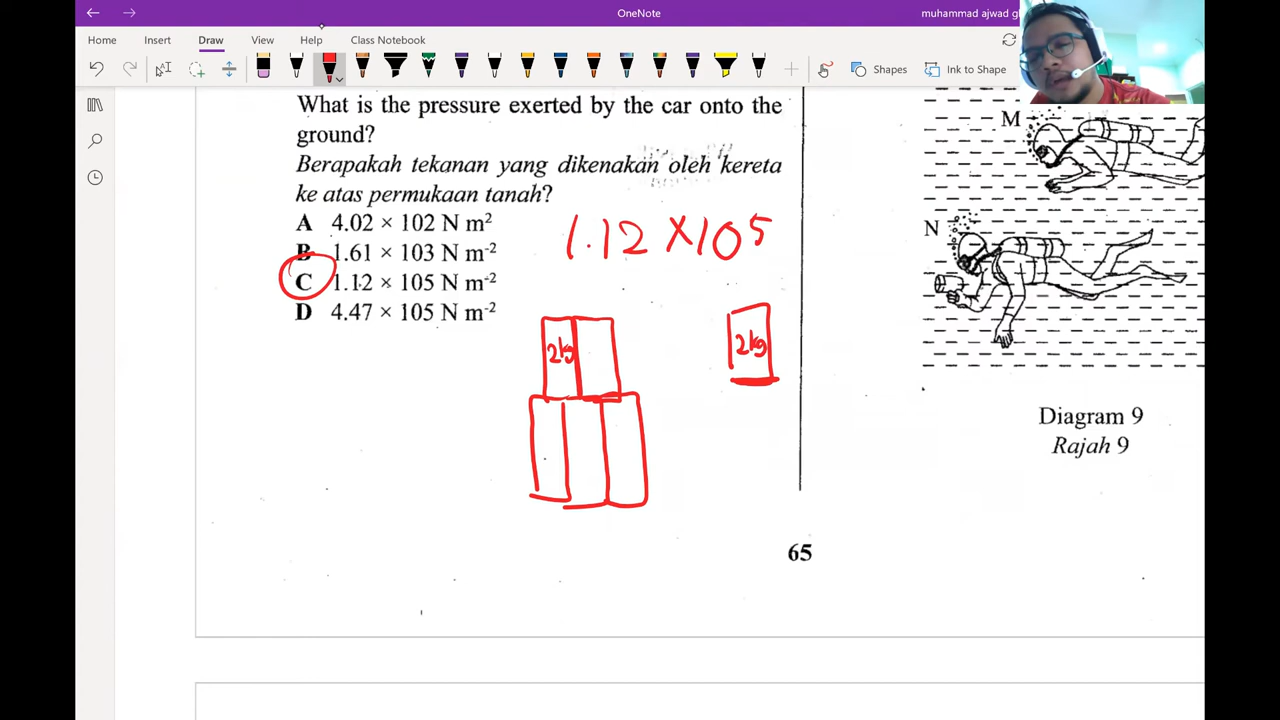 OneNote
muhammad ajwad gh
Home Insert Draw View Help Class Notebook
Shapes Ink to Shape
What is the pressure exerted by the car onto the
ground?
Berapakah tekanan yang dikenakan oleh kereta
ke atas permukaan tanah?
A 4.02 × 102 N m²
B 1.61 × 103 N m⁻²
C 1.12 × 105 N m⁻²
D 4.47 × 105 N m⁻²
1.12 ×10⁵
2kg
2kg
65
M
N
Diagram 9
Rajah 9